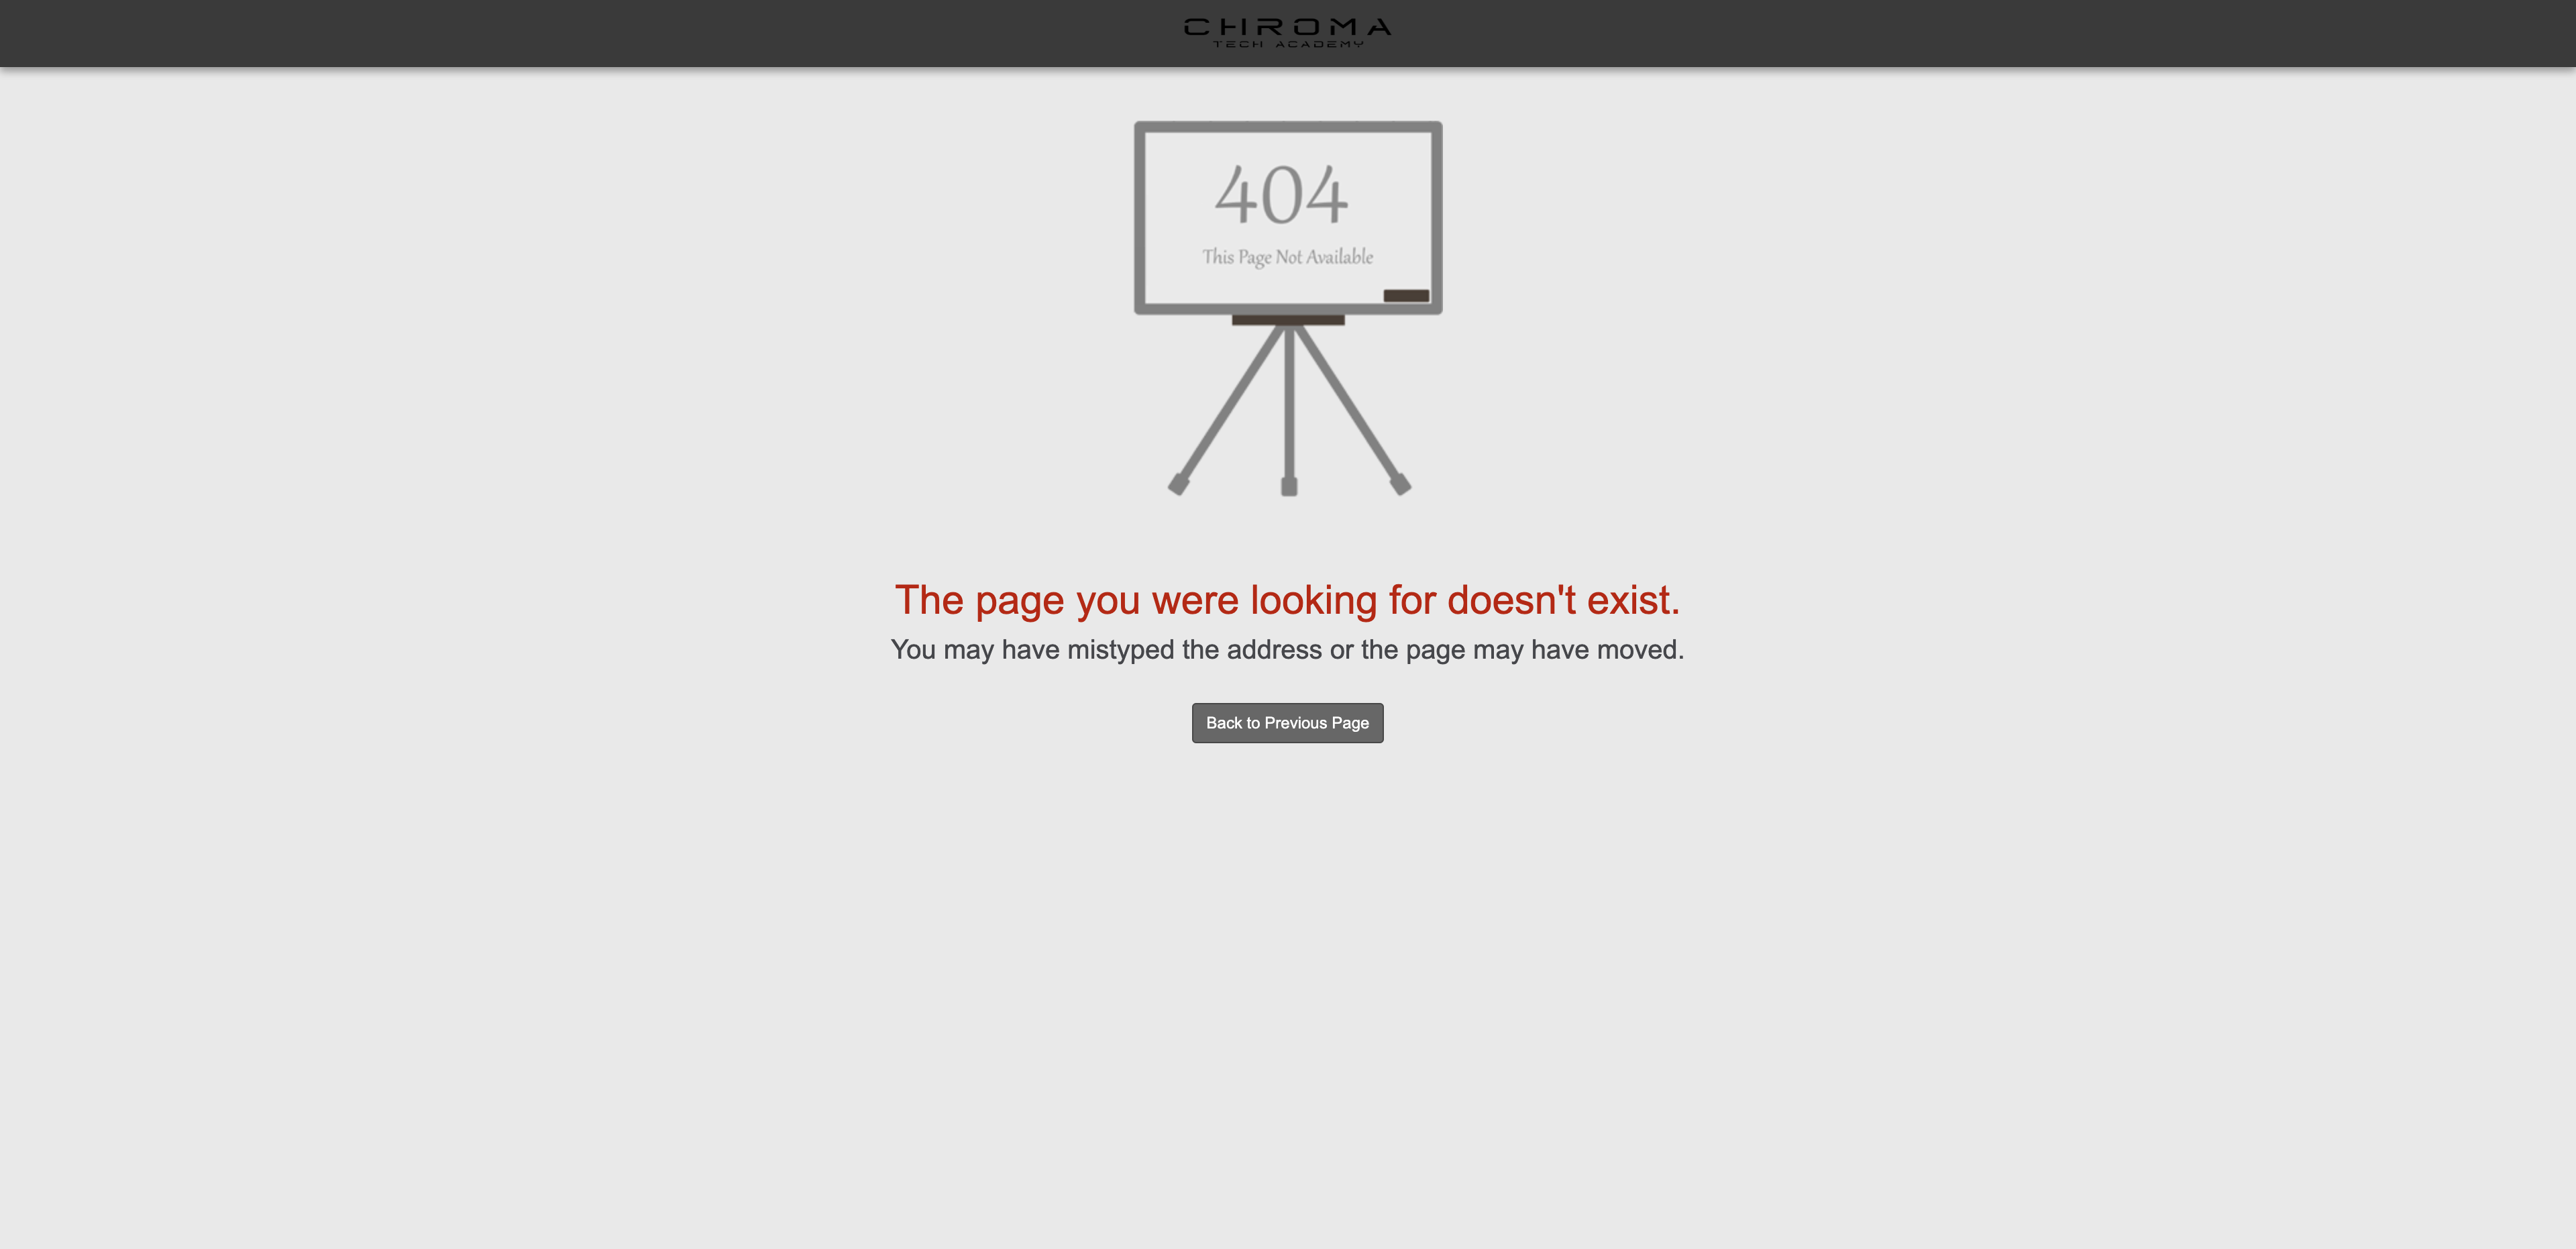 CHROMA
TECH ACADEMY
404
This Page Not Available
The page you were looking for doesn't exist.
You may have mistyped the address or the page may have moved.
Back to Previous Page